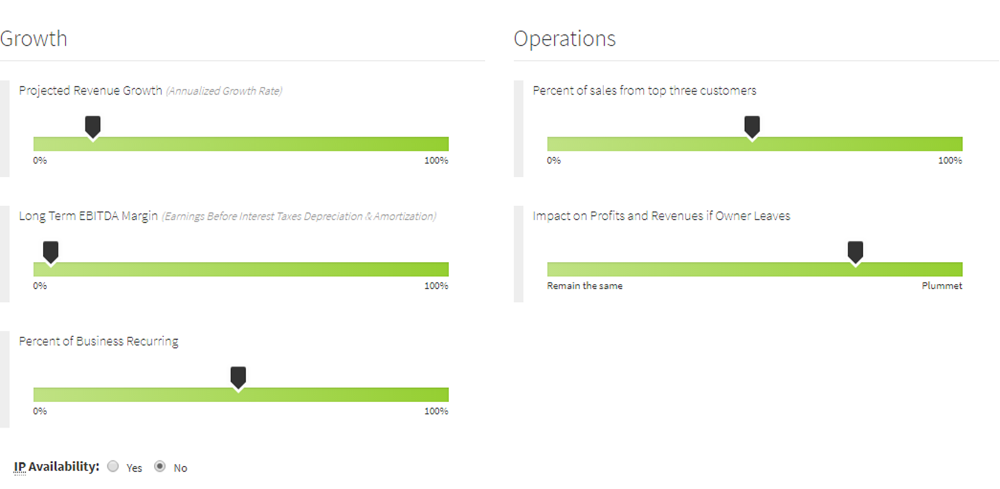 Growth
Projected Revenue Growth (Annualized Growth Rate)
0% 100%
Long Term EBITDA Margin (Earnings Before Interest Taxes Depreciation & Amortization)
0% 100%
Percent of Business Recurring
0% 100%
IP Availability: Yes No
Operations
Percent of sales from top three customers
0% 100%
Impact on Profits and Revenues if Owner Leaves
Remain the same Plummet